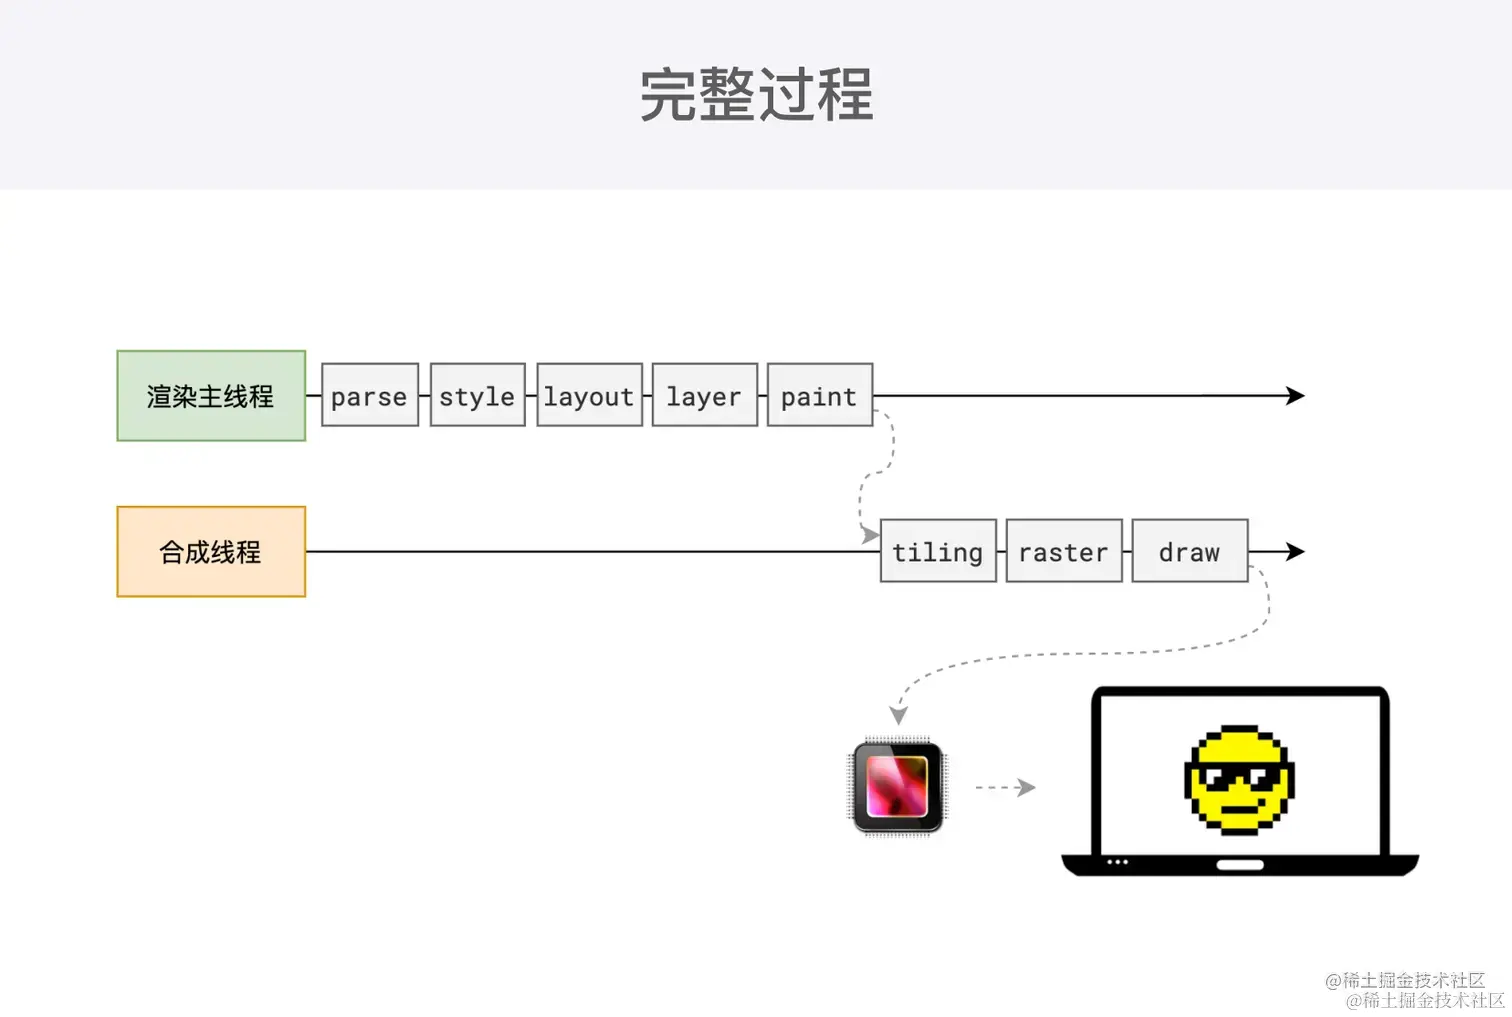 完整过程
渲染主线程
parse
style
layout
layer
paint
合成线程
tiling
raster
draw
@稀土掘金技术社区
@稀土掘金技术社区